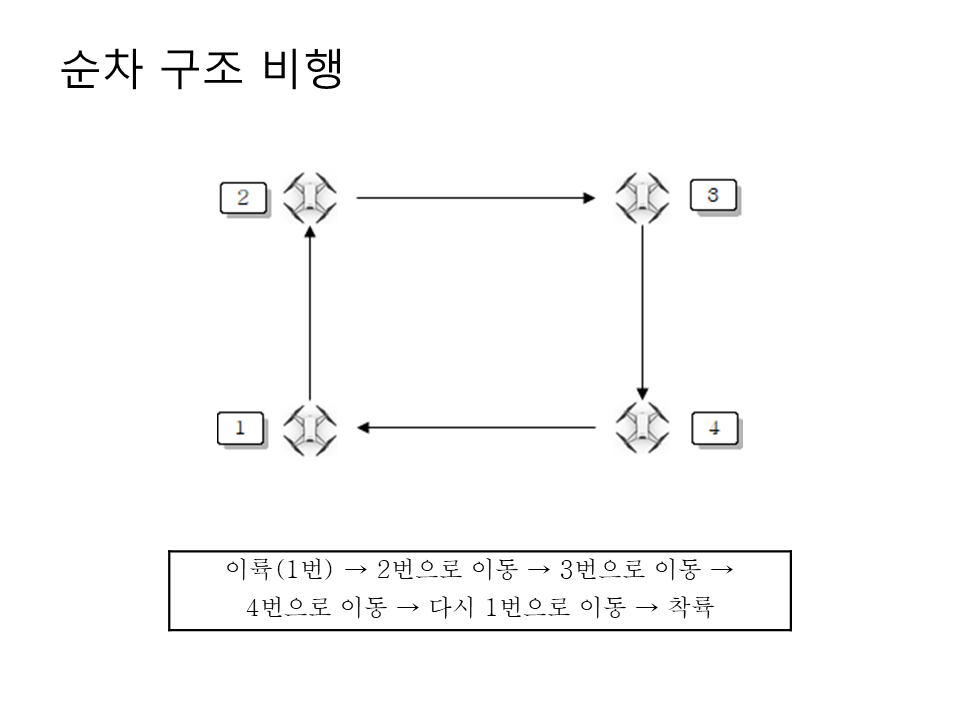 순차 구조 비행
2
3
1
4
이륙(1번) → 2번으로 이동 → 3번으로 이동 →
4번으로 이동 → 다시 1번으로 이동 → 착륙